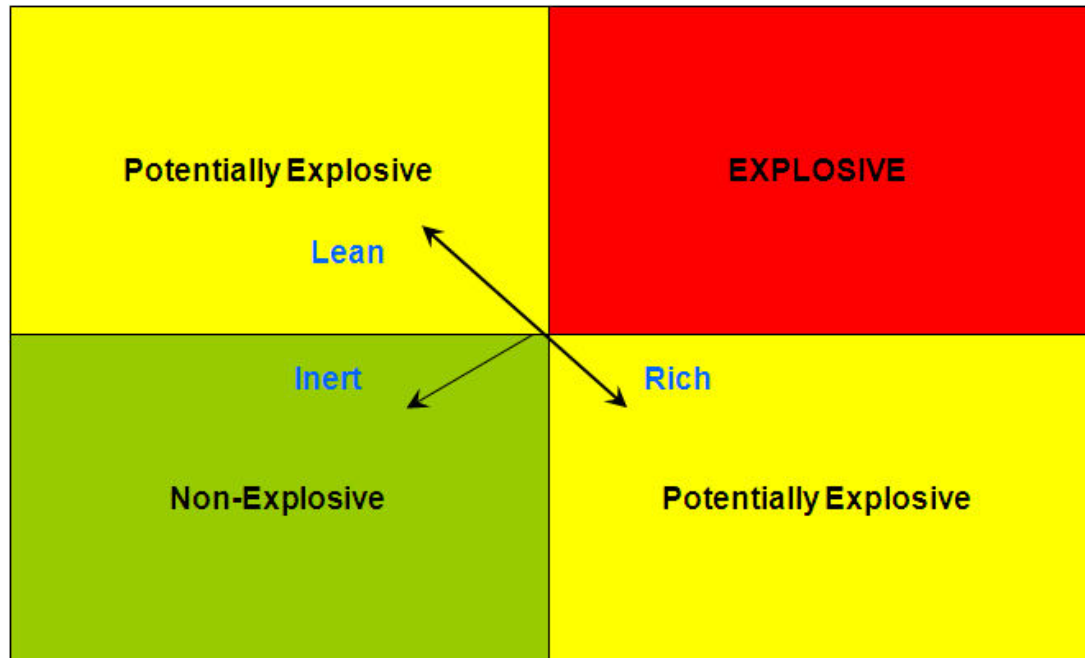 Potentially Explosive
EXPLOSIVE
Lean
Inert
Rich
Non-Explosive
Potentially Explosive